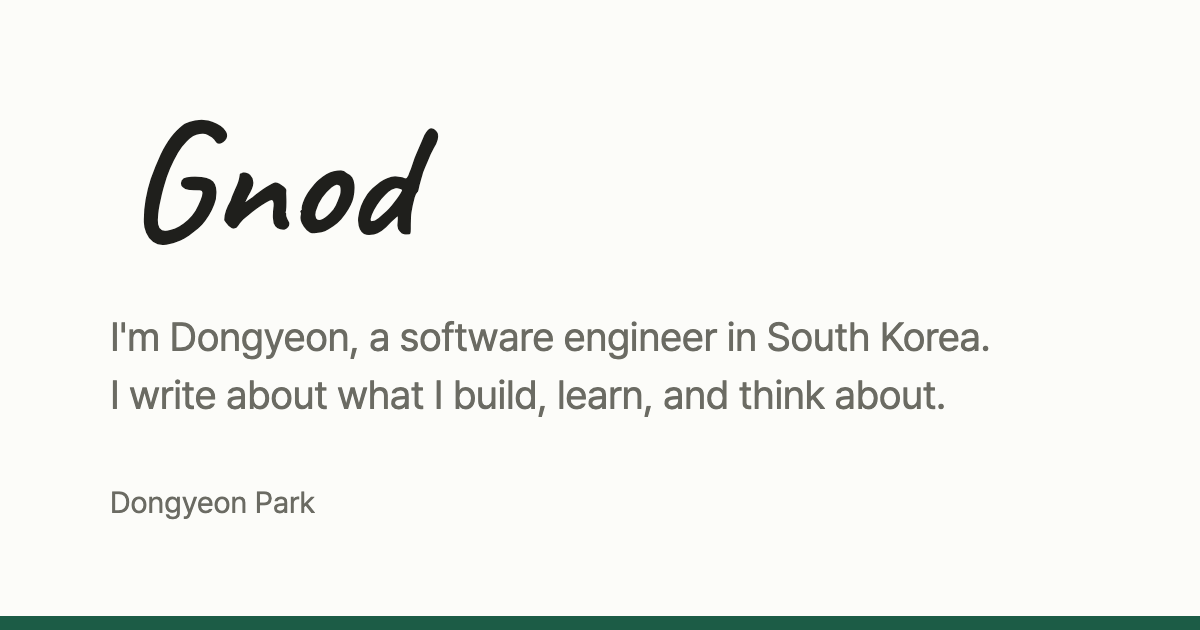 Gnod
I'm Dongyeon, a software engineer in South Korea.
I write about what I build, learn, and think about.
Dongyeon Park